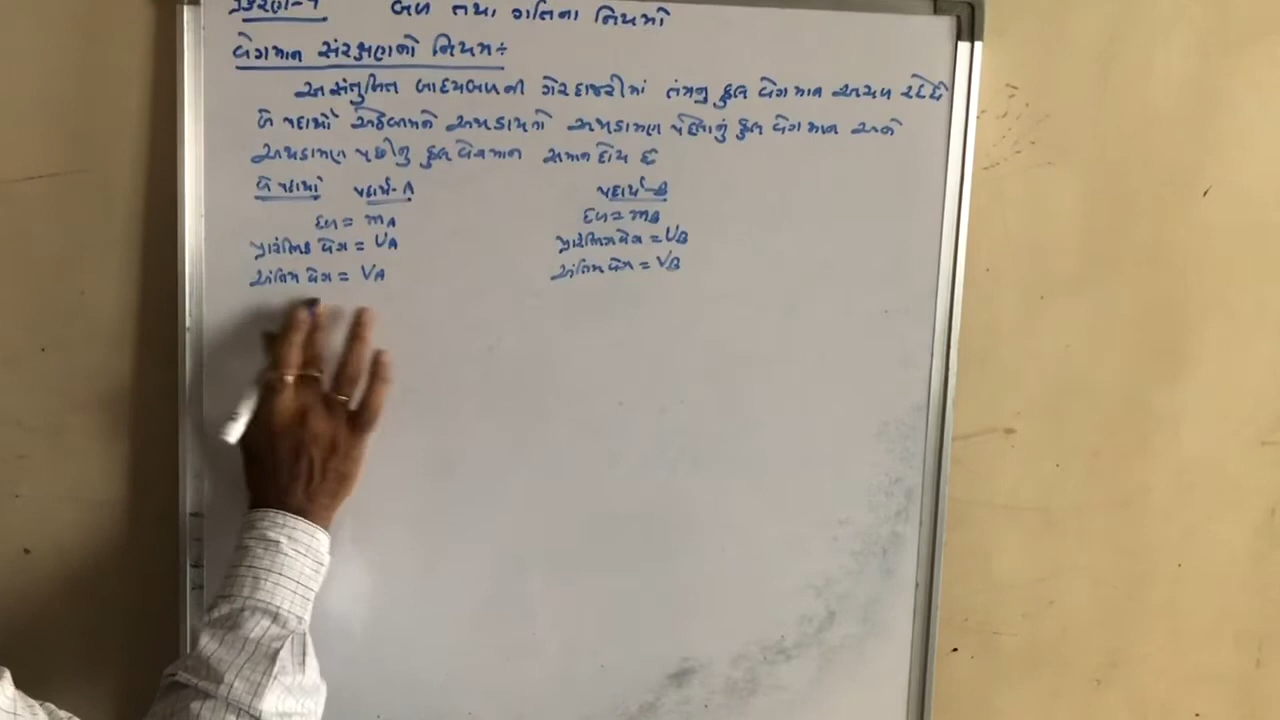 પ્રકરણ-9 બળ તથા ગતિના નિયમો
વેગમાન સંરક્ષણનો નિયમ:
અસંતુલિત બાહ્યબળની ગેરહાજરીમાં તંત્રનું કુલ વેગમાન અચળ રહે છે
બે પદાર્થો અથડામણ પહેલાનું કુલ વેગમાન અને
અથડામણ પછીનું કુલ વેગમાન સમાન હોય છે
બે પદાર્થો પદાર્થ-A પદાર્થ-B
દળ = mA દળ = mB
પ્રારંભિક વેગ = UA પ્રારંભિક વેગ = UB
અંતિમ વેગ = VA અંતિમ વેગ = VB